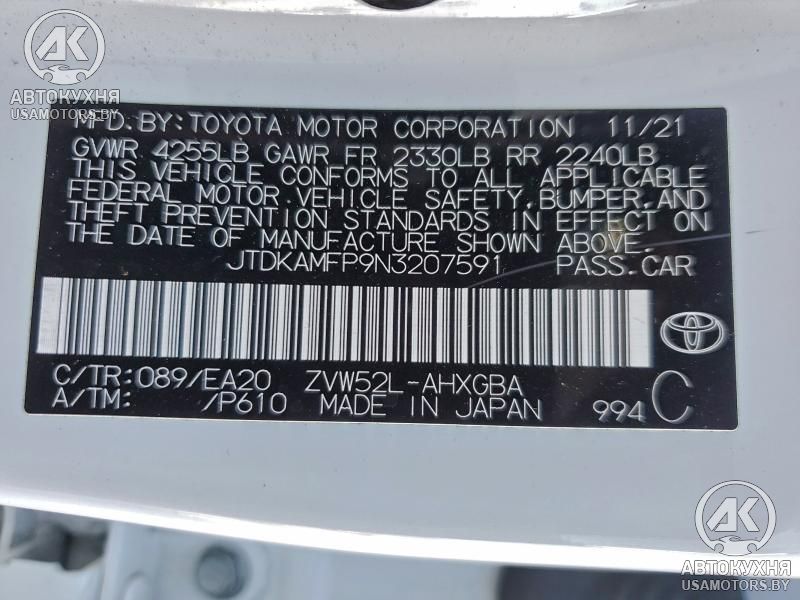 AK
АВТОКУХНЯ
USAMOTORS.BY
MFD.BY:TOYOTA MOTOR CORPORATION 11/21
GVWR 4255LB GAWR FR 2330LB RR 2240LB
THIS VEHICLE CONFORMS TO ALL APPLICABLE
FEDERAL MOTOR VEHICLE SAFETY,BUMPER,AND
THEFT PREVENTION STANDARDS IN EFFECT ON
THE DATE OF MANUFACTURE SHOWN ABOVE.
JTDKAMFP9N3207591 PASS.CAR
C/TR:089/EA20 ZVW52L-AHXGBA
A/TM: /P610 MADE IN JAPAN 994 C
AK
АВТОКУХНЯ
USAMOTORS.BY